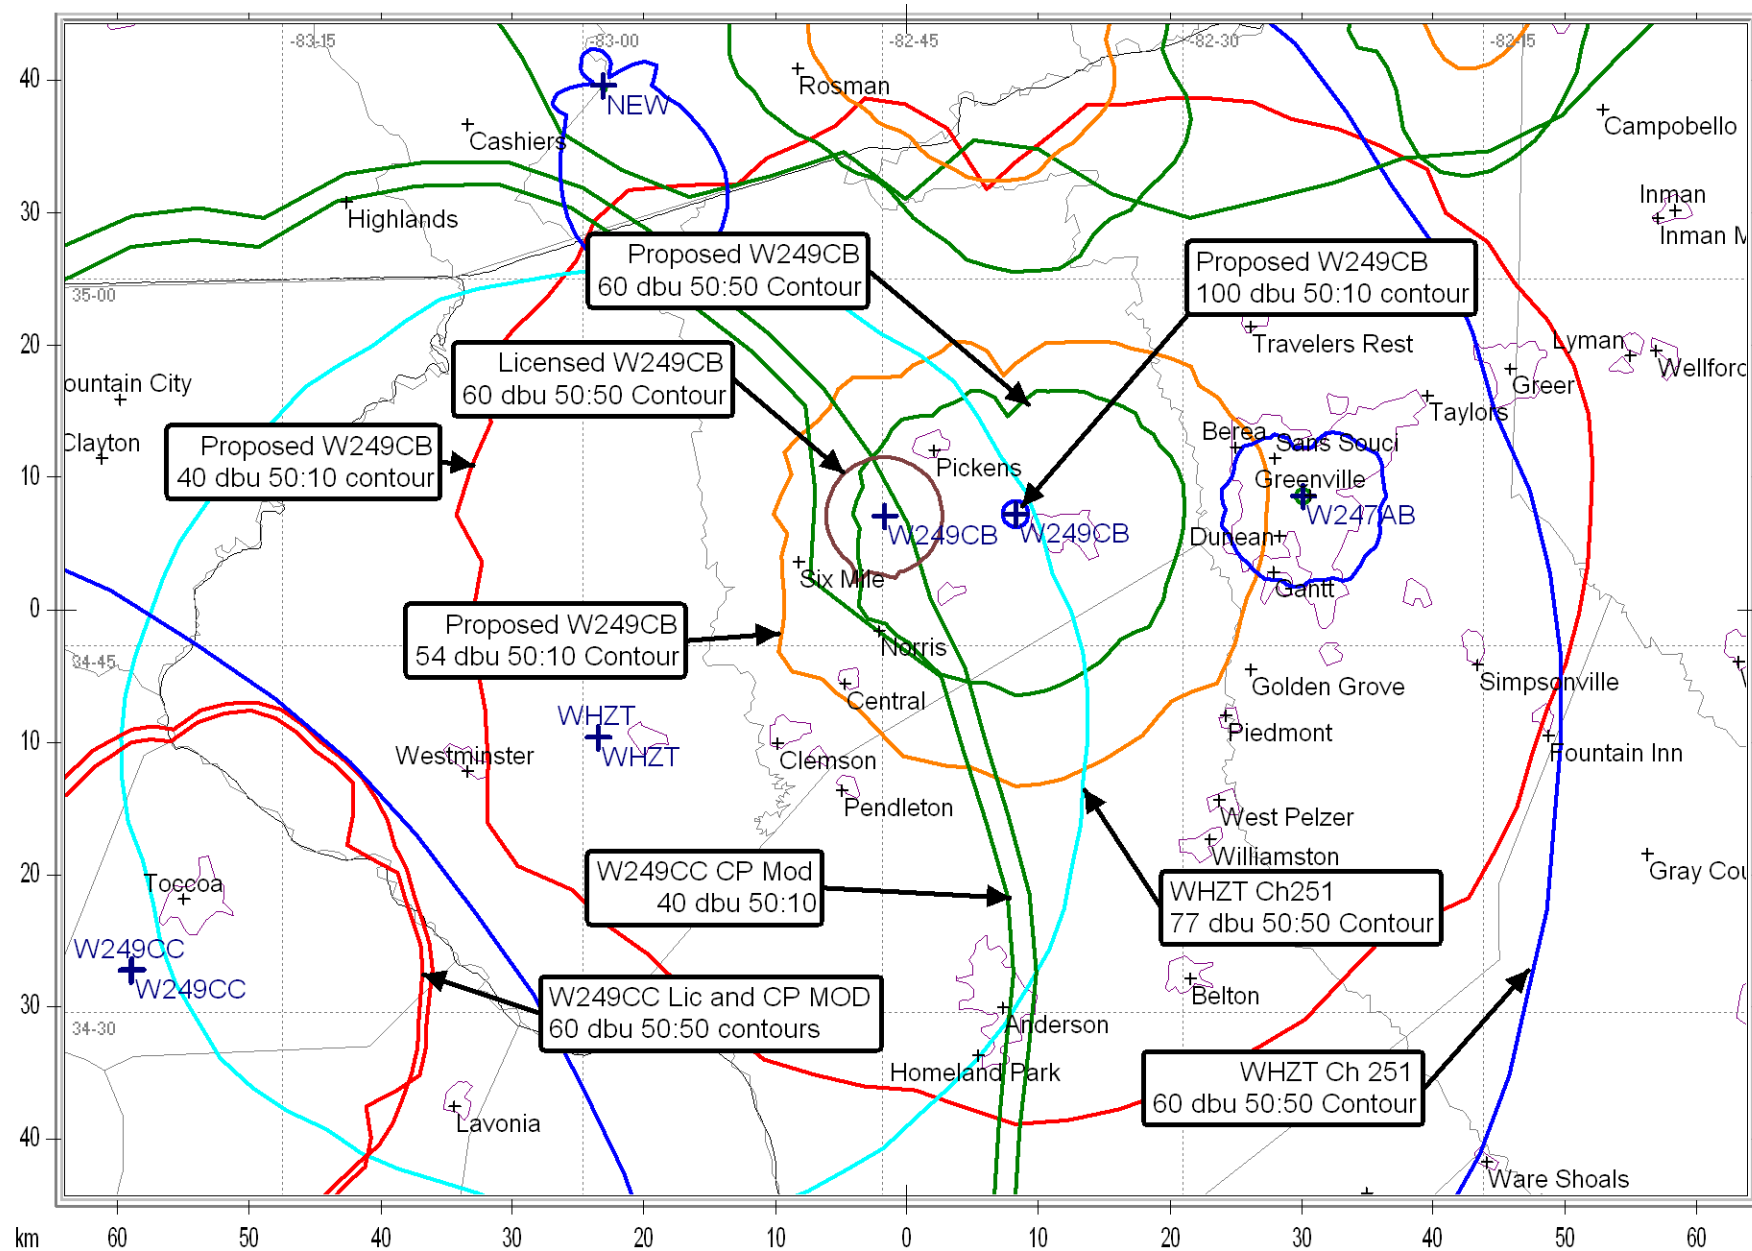 -83-15
-83-00
-82-45
-82-30
-82-15
40
Rosman
NEW
Campobello
Cashiers
30
Highlands
Inman
Inman M
Proposed W249CB
60 dbu 50:50 Contour
Proposed W249CB
100 dbu 50:10 contour
35-00
20
Travelers Rest
Lyman
Wellforc
Licensed W249CB
60 dbu 50:50 Contour
ountain City
Greer
Taylors
Clayton
Proposed W249CB
40 dbu 50:10 contour
Berea
Sans Souci
10
Pickens
Greenville
W247AB
W249CB
W249CB
Dunean
Six Mile
Gantt
0
Proposed W249CB
54 dbu 50:10 Contour
Norris
34-45
Central
Golden Grove
Simpsonville
WHZT
WHZT
Piedmont
10
Westminster
Clemson
Fountain Inn
Pendleton
West Pelzer
Williamston
20
W249CC CP Mod
40 dbu 50:10
Gray Cou
Toccoa
WHZT Ch251
77 dbu 50:50 Contour
W249CC
W249CC
W249CC Lic and CP MOD
60 dbu 50:50 contours
Belton
30
34-30
Anderson
Homeland Park
WHZT Ch 251
60 dbu 50:50 Contour
Lavonia
40
Ware Shoals
km
60
50
40
30
20
10
0
10
20
30
40
50
60